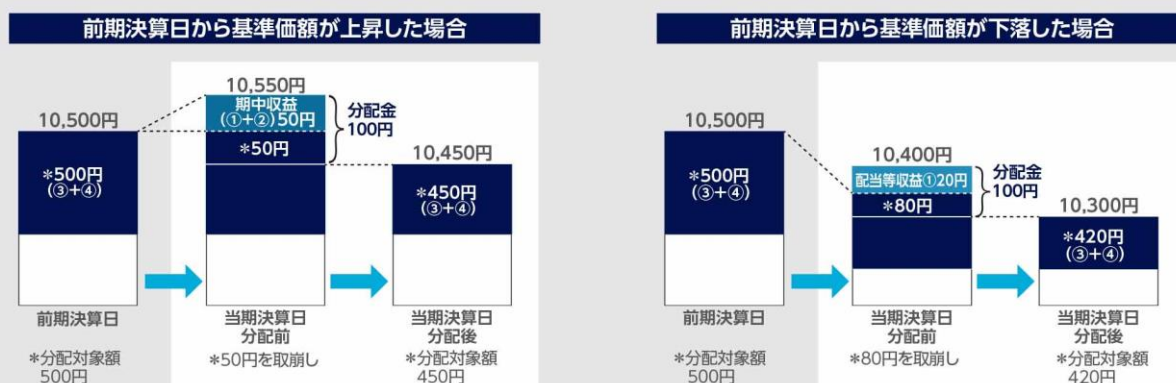 前期決算日から基準価額が上昇した場合
10,550円
期中収益
(①+②)50円
分配金
100円
10,500円
*50円
10,450円
*500円
(③+④)
*450円
(③+④)
前期決算日
当期決算日
分配前
当期決算日
分配後
*分配対象額
500円
*50円を取崩し
*分配対象額
450円
前期決算日から基準価額が下落した場合
10,500円
10,400円
配当等収益①20円
分配金
100円
*500円
(③+④)
*80円
10,300円
*420円
(③+④)
前期決算日
当期決算日
分配前
当期決算日
分配後
*分配対象額
500円
*80円を取崩し
*分配対象額
420円